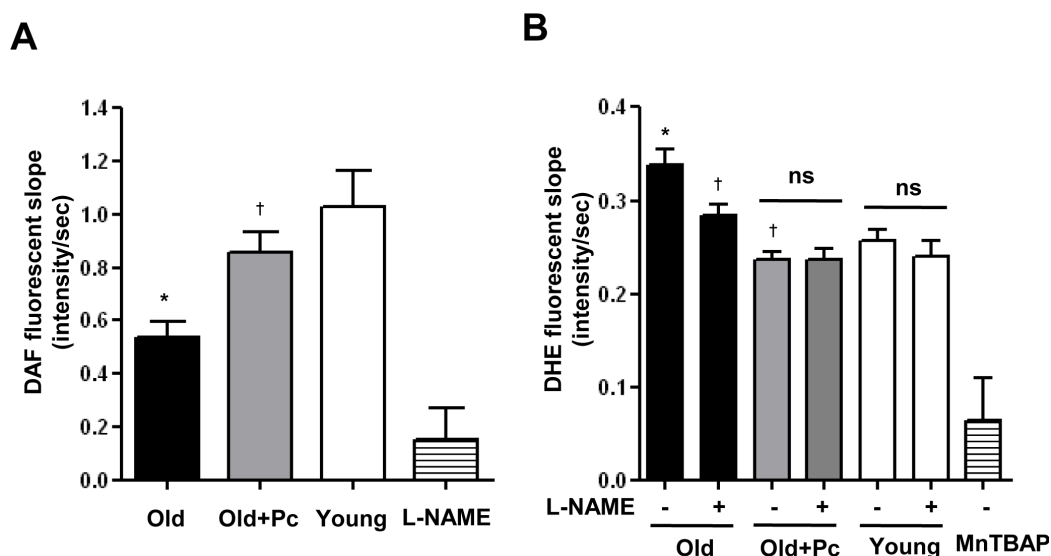 A
DAF fluorescent slope
(intensity/sec)
1.4
1.2
1.0
0.8
0.6
0.4
0.2
0.0
*
†
Old
Old+Pc
Young
L-NAME
B
DHE fluorescent slope
(intensity/sec)
0.4
0.3
0.2
0.1
0.0
*
†
†
ns
ns
L-NAME - + - + - + -
Old
Old+Pc
Young
MnTBAP